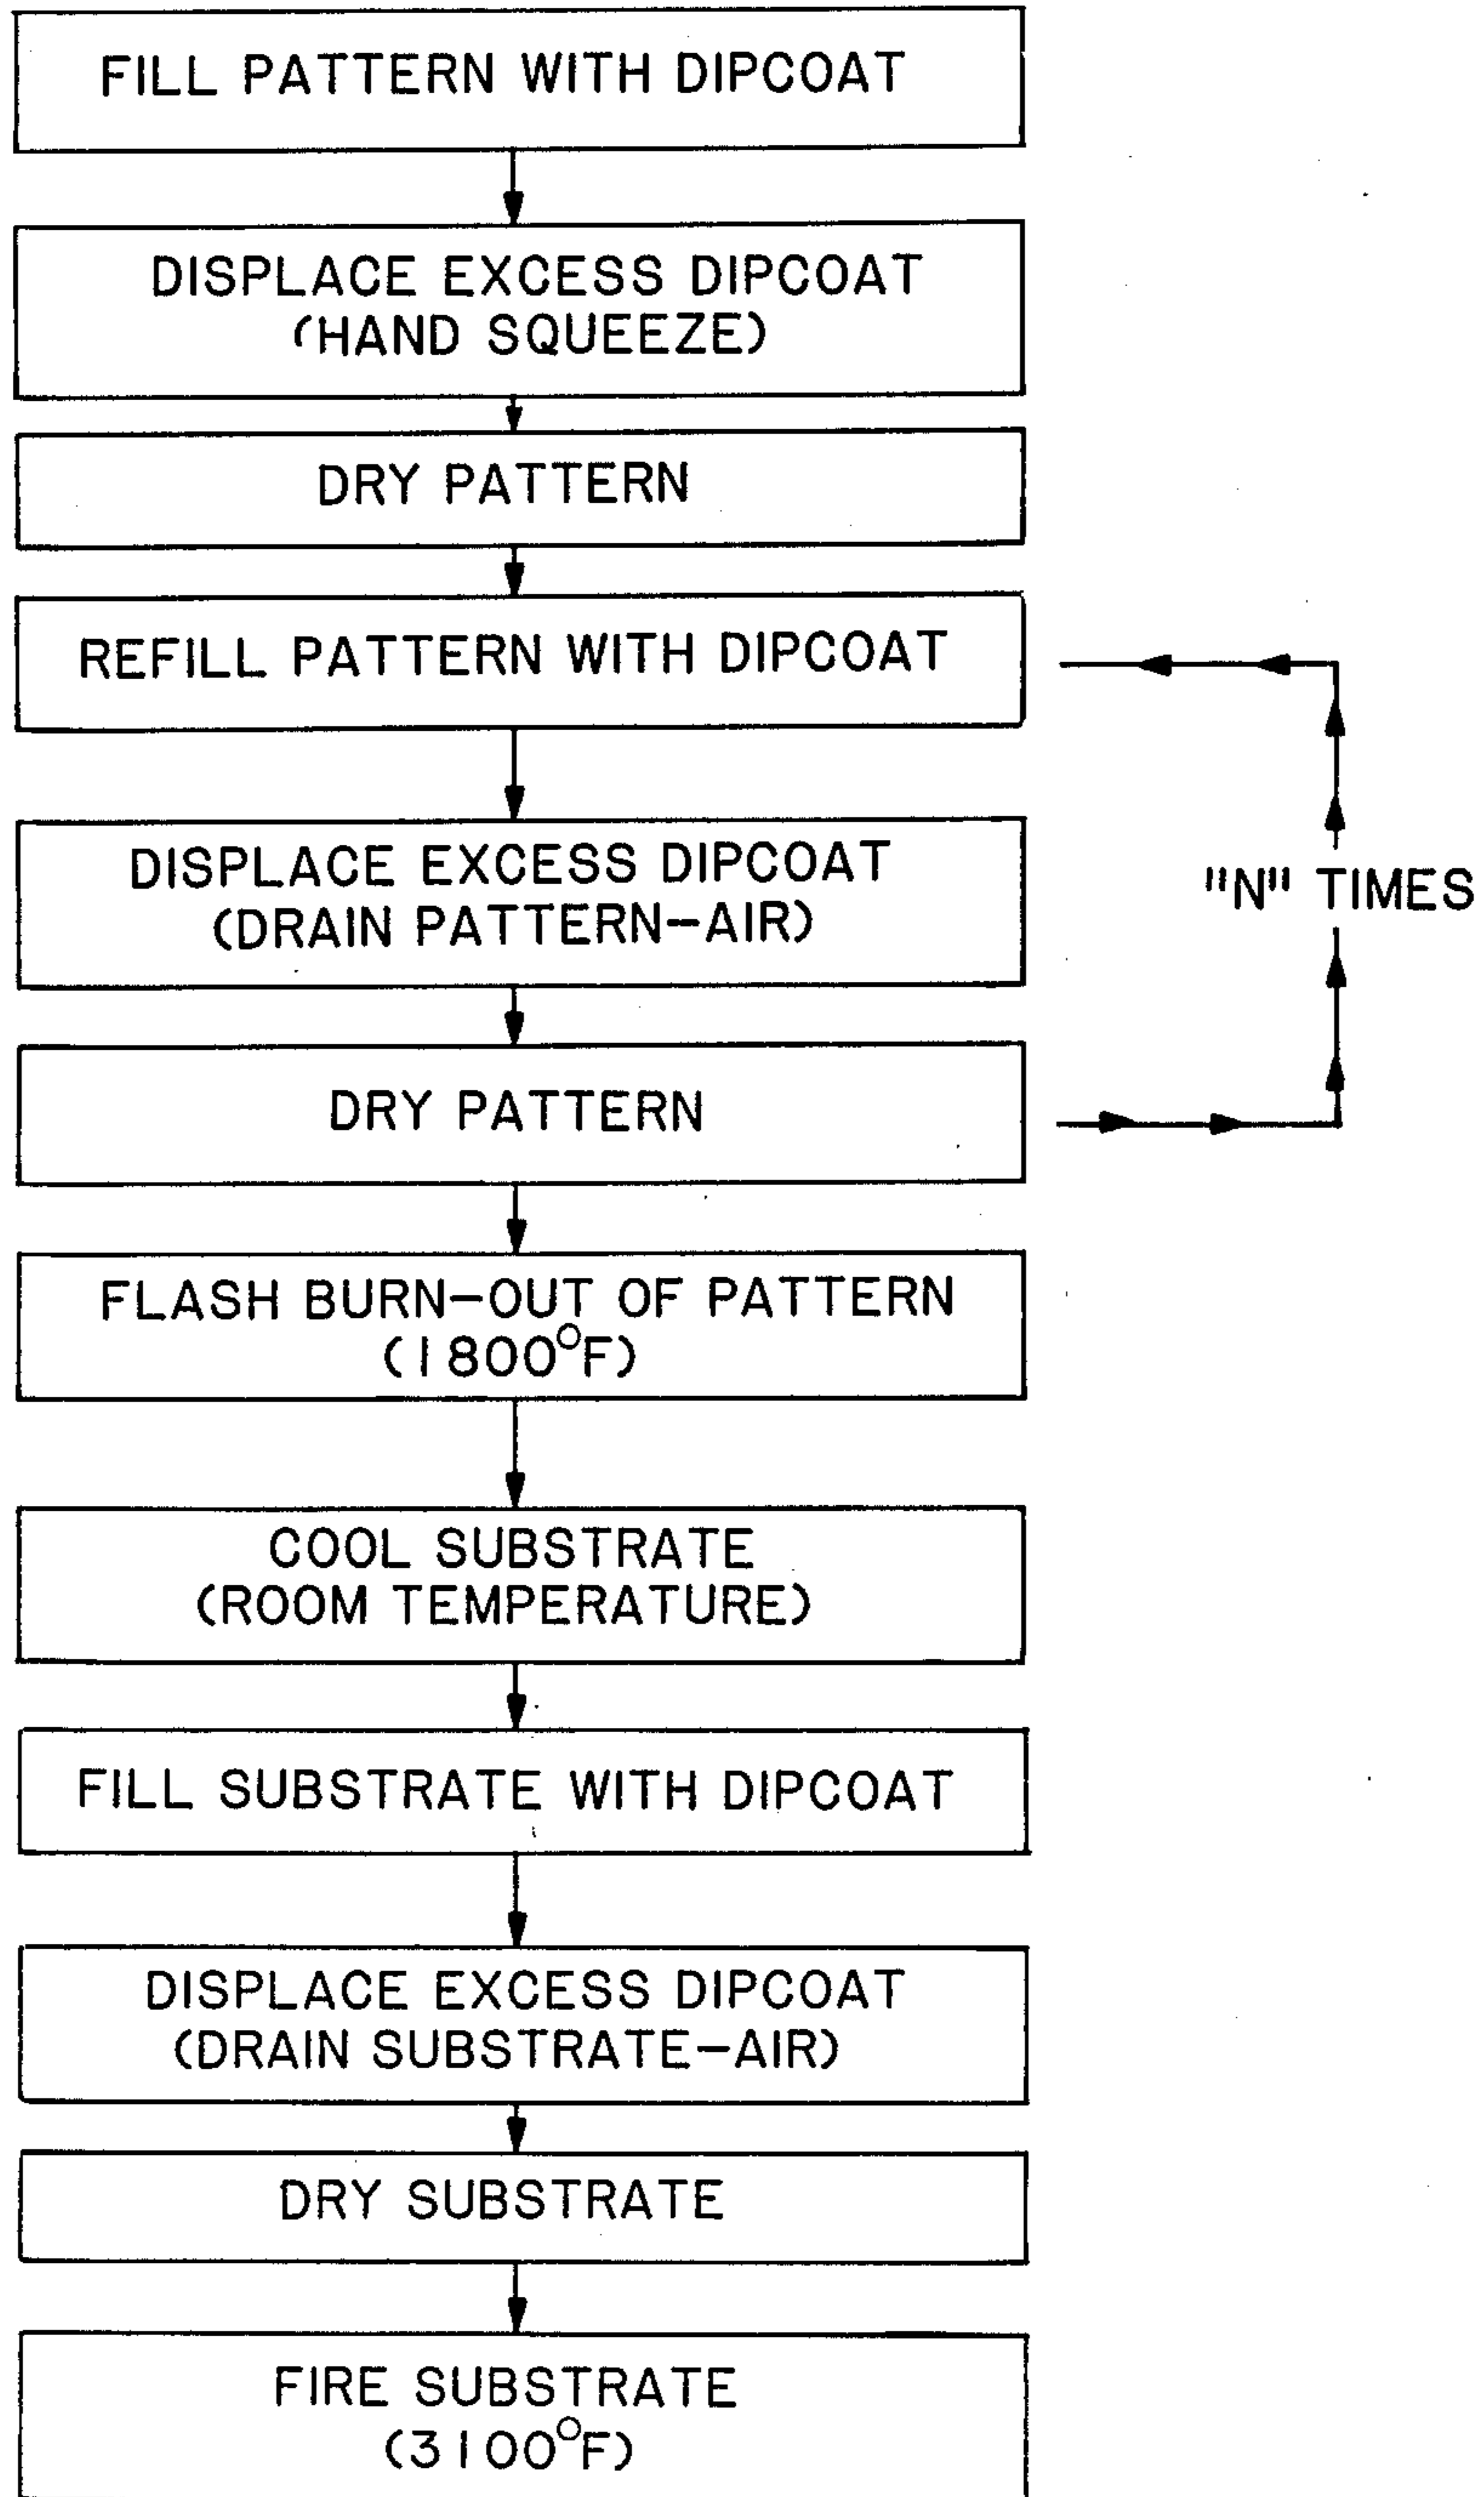 FILL PATTERN WITH DIPCOAT
DISPLACE EXCESS DIPCOAT
(HAND SQUEEZE)
DRY PATTERN
REFILL PATTERN WITH DIPCOAT
DISPLACE EXCESS DIPCOAT
(DRAIN PATTERN-AIR)
"N" TIMES
DRY PATTERN
FLASH BURN-OUT OF PATTERN
(1800°F)
COOL SUBSTRATE
(ROOM TEMPERATURE)
FILL SUBSTRATE WITH DIPCOAT
DISPLACE EXCESS DIPCOAT
(DRAIN SUBSTRATE-AIR)
DRY SUBSTRATE
FIRE SUBSTRATE
(3100°F)